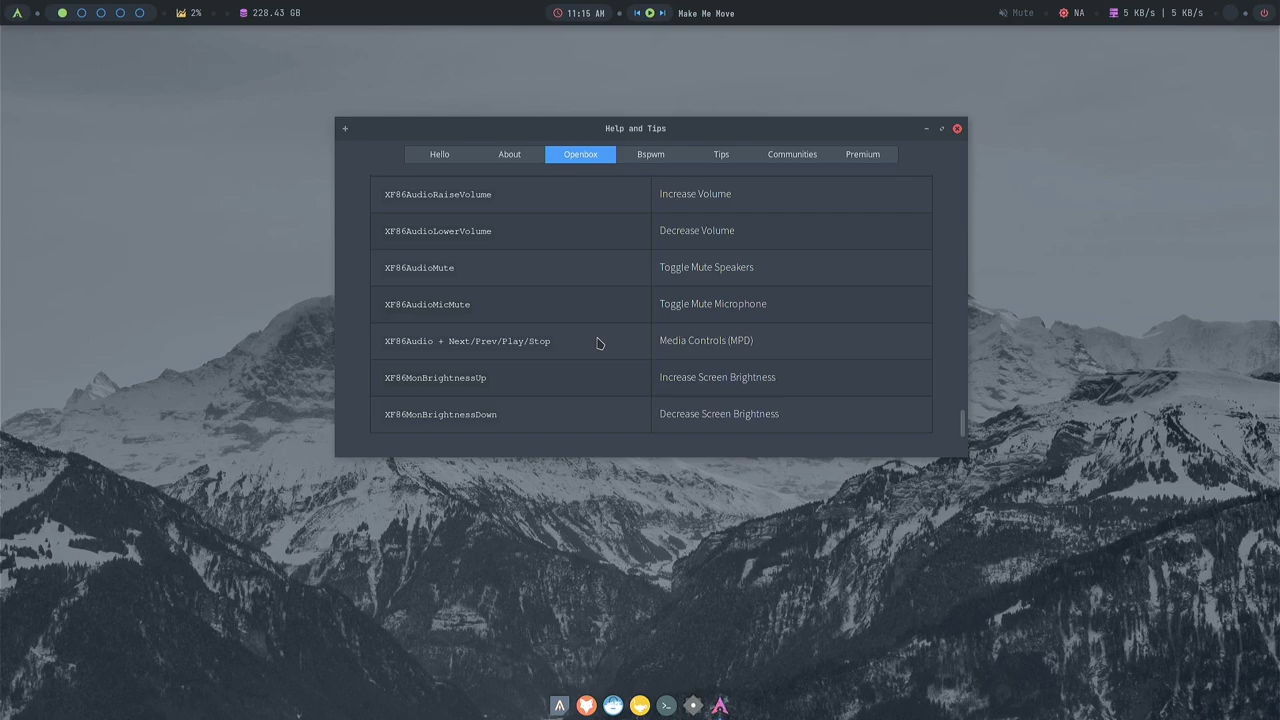 2% 228.43 GB 11:15 AM Make Me Move Mute NA 5 KB/s | 5 KB/s
Help and Tips
Hello About Openbox Bspwm Tips Communities Premium
XF86AudioRaiseVolume Increase Volume
XF86AudioLowerVolume Decrease Volume
XF86AudioMute Toggle Mute Speakers
XF86AudioMicMute Toggle Mute Microphone
XF86Audio + Next/Prev/Play/Stop Media Controls (MPD)
XF86MonBrightnessUp Increase Screen Brightness
XF86MonBrightnessDown Decrease Screen Brightness